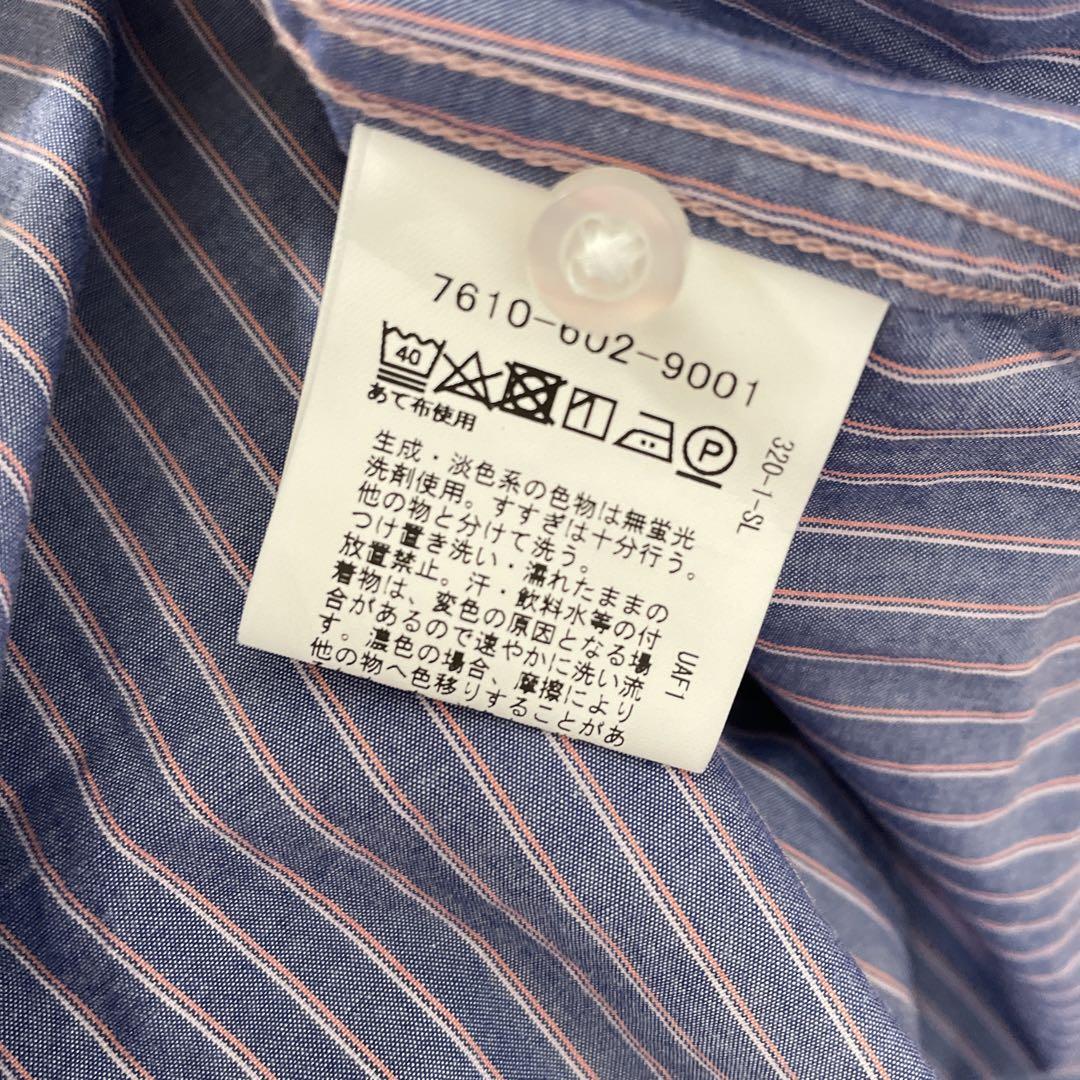 7610-602-9001
40
P
あて布使用
320-1-SL
生成・淡色系の色物は無蛍光
洗剤使用。すすぎは十分行う。
他の物と分けて洗う。
つけ置き洗い・濡れたままの
放置禁止。汗・飲料水等の付
着物は、変色の原因となる場
合があるので速やかに洗い流
す。濃色の場合、摩擦により
他の物へ色移りすることがあ
UAF1